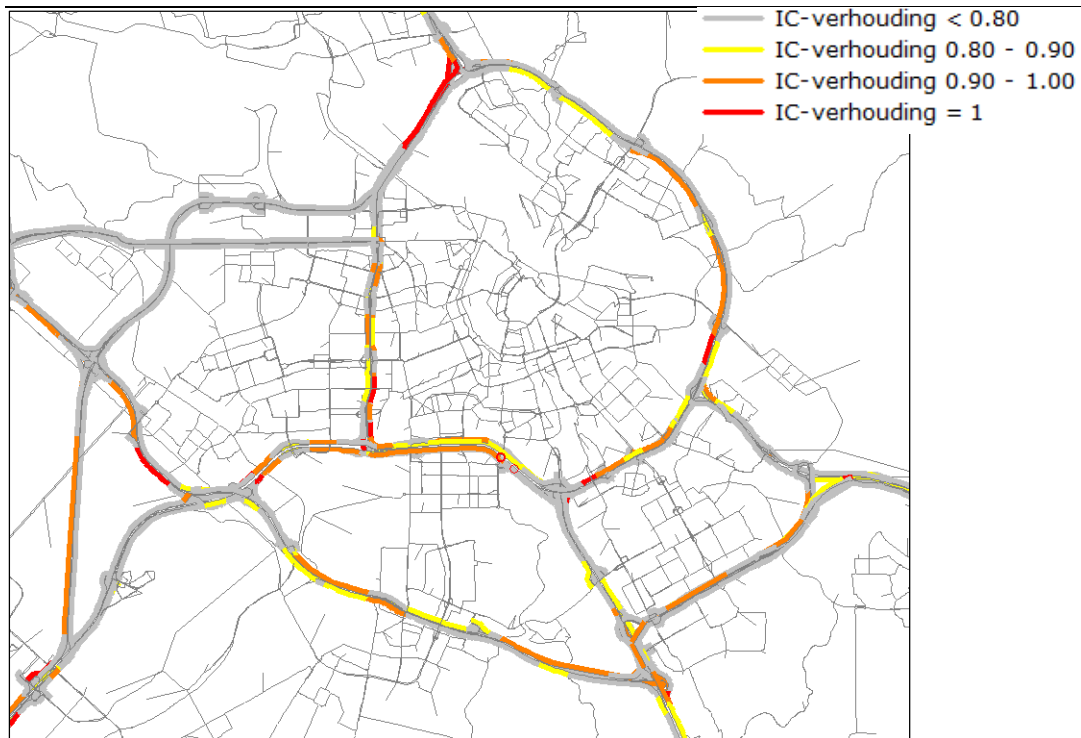 IC-verhouding < 0.80
IC-verhouding 0.80 - 0.90
IC-verhouding 0.90 - 1.00
IC-verhouding = 1